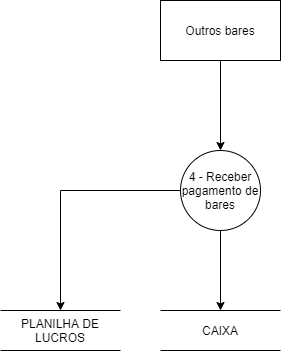 Outros bares
4 - Receber
pagamento de
bares
PLANILHA DE
LUCROS
CAIXA